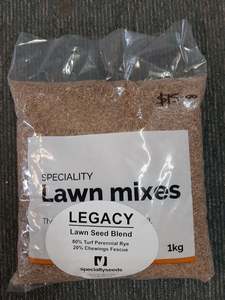 SPECIALITY
Lawn mixes
LEGACY
Lawn Seed Blend
80% Turf Perennial Rye
20% Chewings Fescue
specialtyseeds
1kg